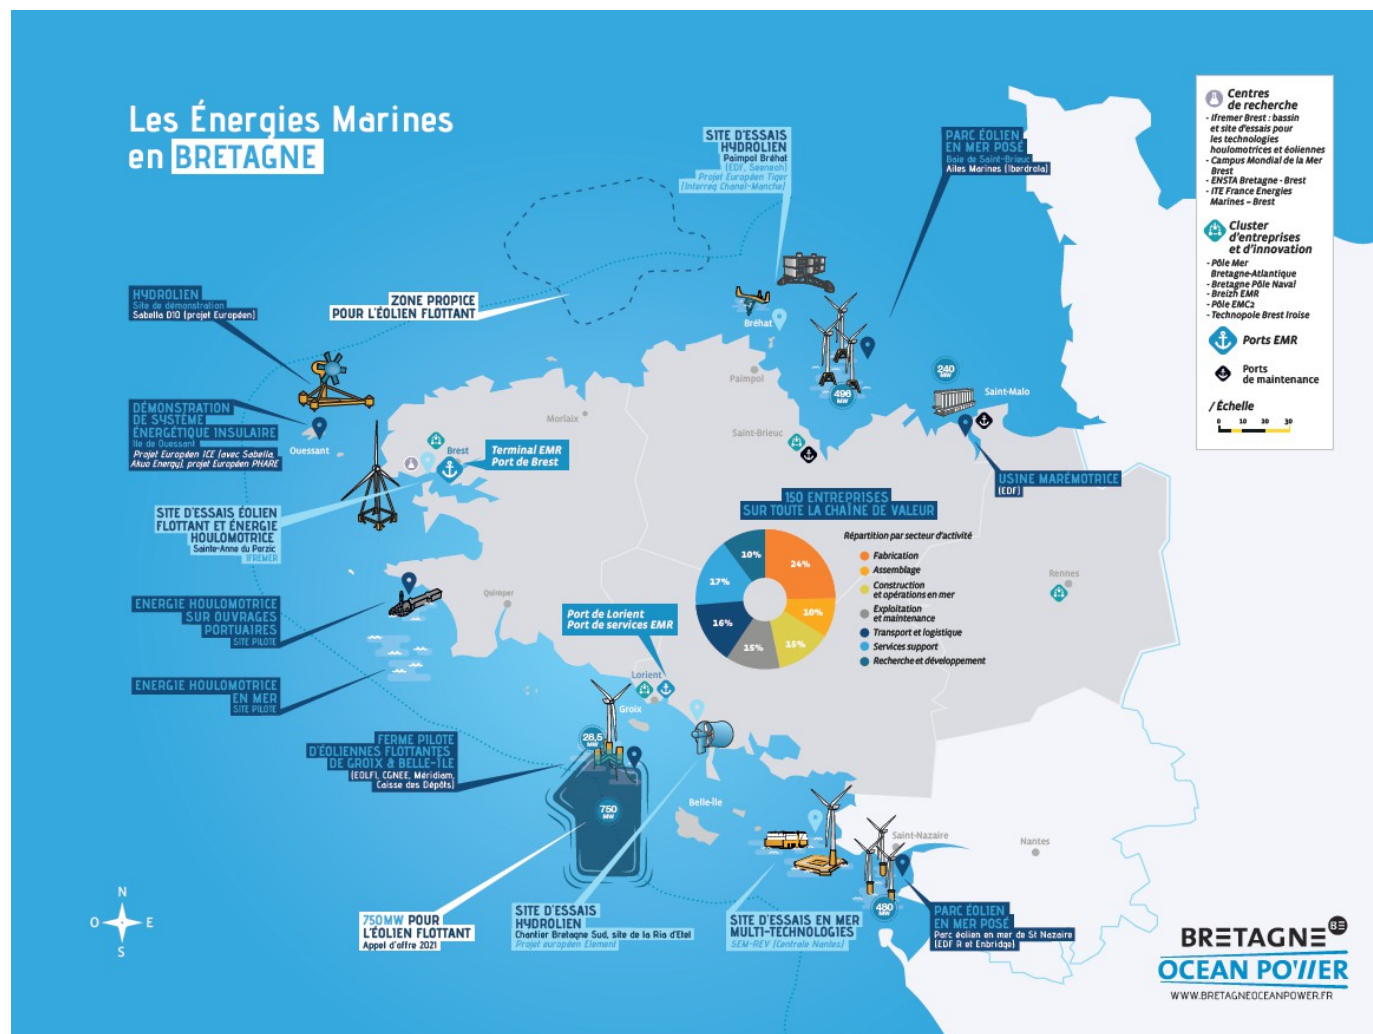 Les Énergies Marines
en BRETAGNE
SITE D'ESSAIS
HYDROLIEN
Paimpol Bréhat
(EDF, Seeneoh)
Projet Européen Tiger
(Interreg Chanel-Manche)
PARC ÉOLIEN
EN MER POSÉ
Baie de Saint-Brieuc
Ailes Marines (Iberdrola)
Centres
de recherche
- Ifremer Brest : bassin
et site d'essais pour
les technologies
houlomotrices et éoliennes
- Campus Mondial de la Mer
Brest
- ENSTA Bretagne - Brest
- ITE France Energies
Marines – Brest
Cluster
d'entreprises
et d'innovation
- Pôle Mer
Bretagne-Atlantique
- Bretagne Pôle Naval
- Breizh EMR
- Pôle EMC2
- Technopole Brest Iroise
Ports EMR
Ports
de maintenance
/ Échelle
0 10 20 30
HYDROLIEN
Site de démonstration
Sabella D10 (projet Européen)
ZONE PROPICE
POUR L'ÉOLIEN FLOTTANT
Bréhat
Paimpol
496
MW
240
MW
Saint-Malo
Morlaix
Saint-Brieuc
DÉMONSTRATION
DE SYSTÈME
ÉNERGÉTIQUE INSULAIRE
Ile de Ouessant
Projet Européen ICE (avec Sabella,
Akuo Energy), projet Européen PHARE
Ouessant
Brest
Terminal EMR
Port de Brest
USINE MARÉMOTRICE
(EDF)
SITE D'ESSAIS ÉOLIEN
FLOTTANT ET ÉNERGIE
HOULOMOTRICE
Sainte-Anne du Porzic
IFREMER
150 ENTREPRISES
SUR TOUTE LA CHAÎNE DE VALEUR
Répartition par secteur d'activité
Fabrication
Assemblage
Construction
et opérations en mer
Exploitation
et maintenance
Transport et logistique
Services support
Recherche et développement
10%
24%
17%
10%
16%
15%
15%
Rennes
ENERGIE HOULOMOTRICE
SUR OUVRAGES
PORTUAIRES
SITE PILOTE
Quimper
Port de Lorient
Port de services EMR
ENERGIE HOULOMOTRICE
EN MER
SITE PILOTE
Lorient
Groix
FERME PILOTE
D'ÉOLIENNES FLOTTANTES
DE GROIX & BELLE-ÎLE
(EOLFI, CGNEE, Méridiam,
Caisse des Dépôts)
28,5
MW
750
MW
Belle-Île
Saint-Nazaire
Nantes
480
MW
N
O E
S
750MW POUR
L'ÉOLIEN FLOTTANT
Appel d'offre 2021
SITE D'ESSAIS
HYDROLIEN
Chantier Bretagne Sud, site de la Ria d'Etel
Projet européen Element
SITE D'ESSAIS EN MER
MULTI-TECHNOLOGIES
SEM-REV (Centrale Nantes)
PARC ÉOLIEN
EN MER POSÉ
Parc éolien en mer de St Nazaire
(EDF R et Enbridge)
BRETAGNE
OCEAN POWER
WWW.BRETAGNEOCEANPOWER.FR